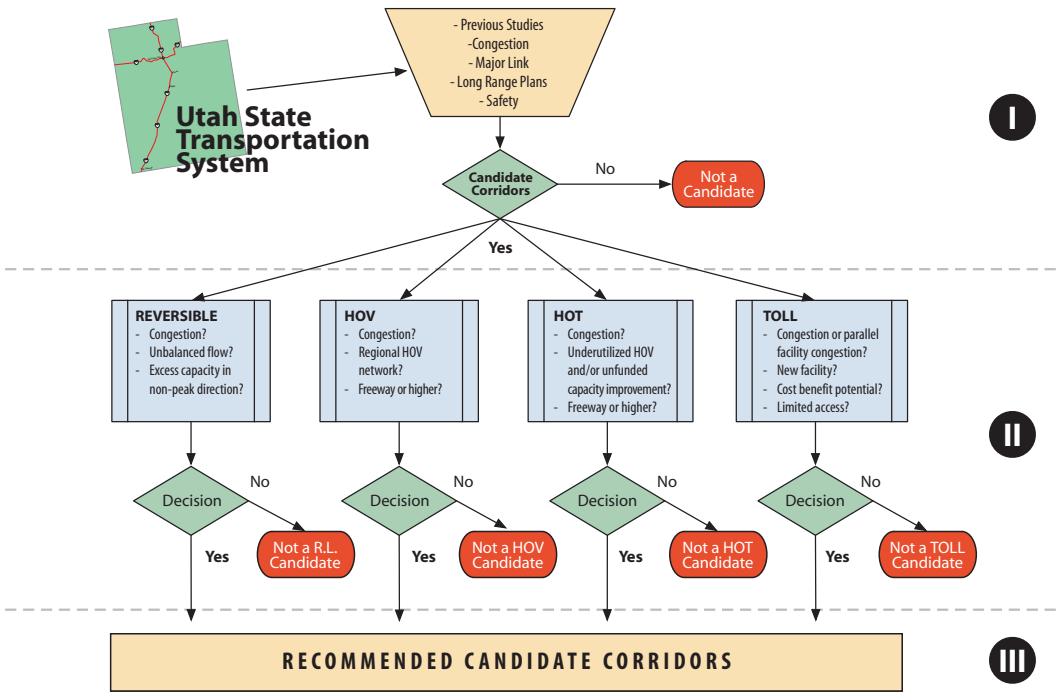 - Previous Studies
-Congestion
- Major Link
- Long Range Plans
- Safety
Utah State
Transportation
System
I
Candidate
Corridors
No
Not a
Candidate
Yes
REVERSIBLE
- Congestion?
- Unbalanced flow?
- Excess capacity in
non-peak direction?
HOV
- Congestion?
- Regional HOV
network?
- Freeway or higher?
HOT
- Congestion?
- Underutilized HOV
and/or unfunded
capacity improvement?
- Freeway or higher?
TOLL
- Congestion or parallel
facility congestion?
- New facility?
- Cost benefit potential?
- Limited access?
II
Decision
No
Yes
Not a R.L.
Candidate
Decision
No
Yes
Not a HOV
Candidate
Decision
No
Yes
Not a HOT
Candidate
Decision
No
Yes
Not a TOLL
Candidate
RECOMMENDED CANDIDATE CORRIDORS
III